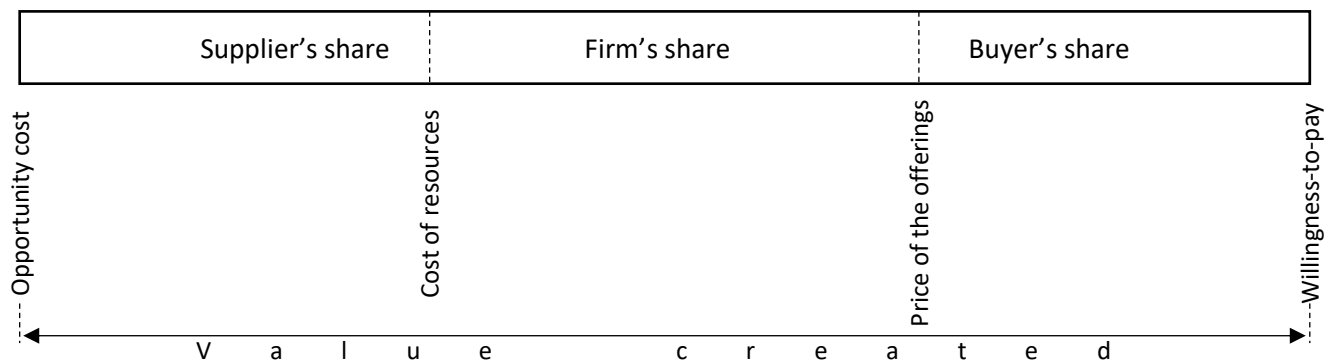 Supplier’s share
Firm’s share
Buyer’s share
Opportunity cost
Cost of resources
Price of the offerings
Willingness-to-pay
V a l u e c r e a t e d